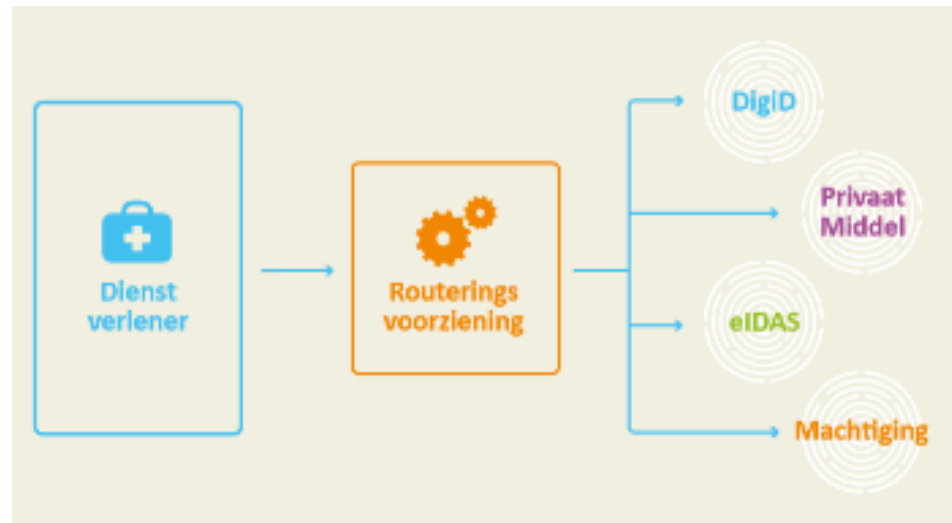 Dienst
verlener
Routerings
voorziening
DigiD
Privaat
Middel
eIDAS
Machtiging